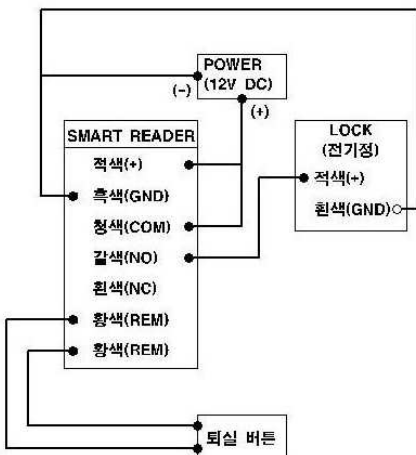 POWER
(12V DC)
(-)
(+)
SMART READER
적색(+)
흑색(GND)
청색(COM)
갈색(NO)
흰색(NC)
황색(REM)
황색(REM)
LOCK
(전기정)
적색(+)
흰색(GND)
퇴실 버튼